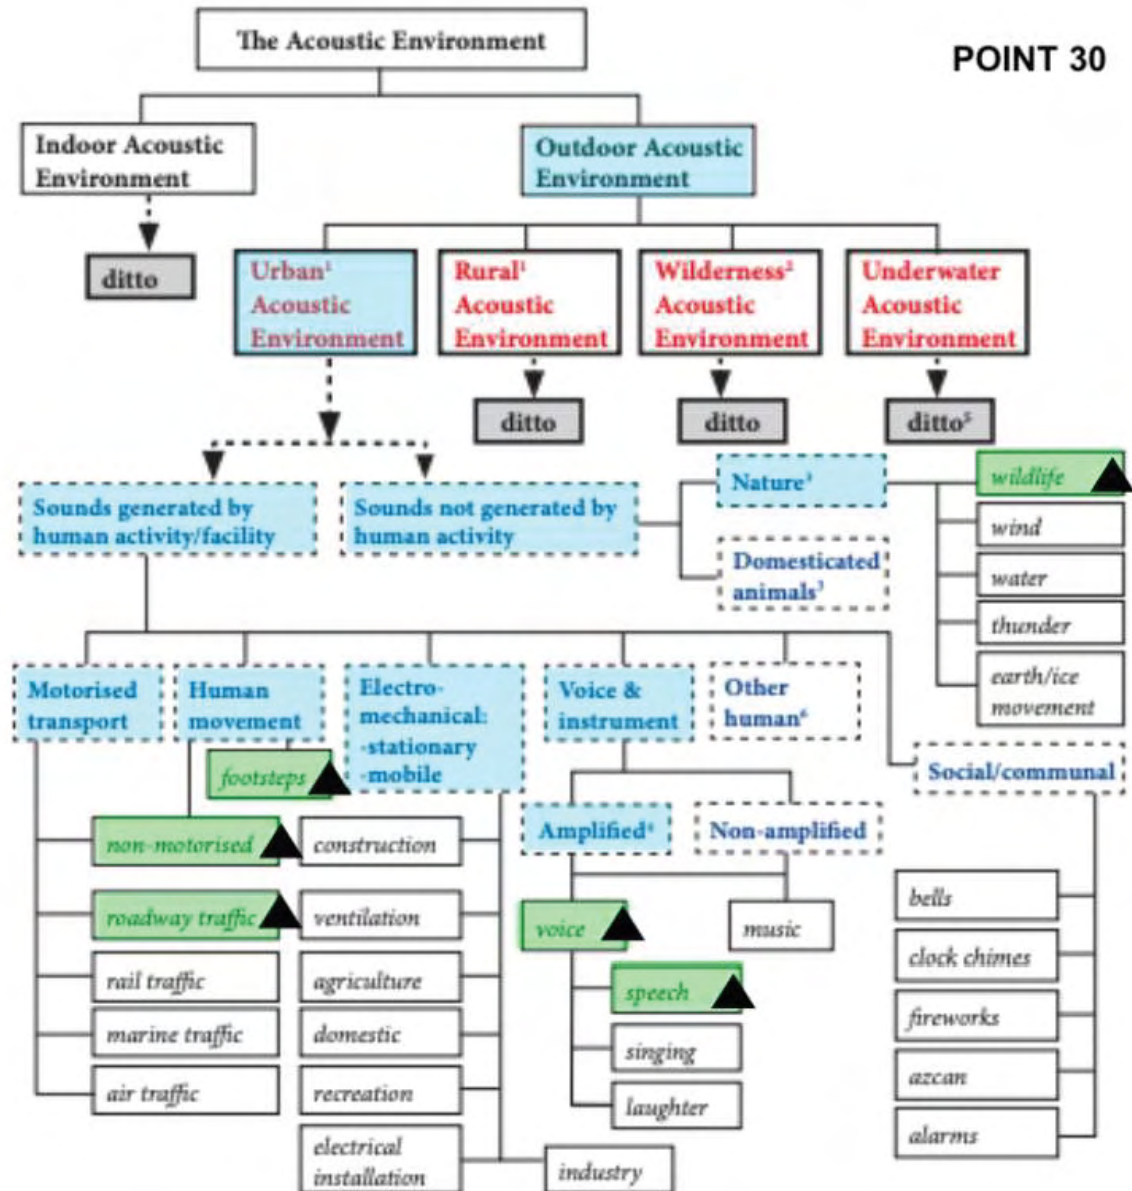 The Acoustic Environment
POINT 30
Indoor Acoustic
Environment
Outdoor Acoustic
Environment
ditto
Urban¹
Acoustic
Environment
Rural¹
Acoustic
Environment
Wilderness²
Acoustic
Environment
Underwater
Acoustic
Environment
ditto
ditto
ditto⁵
Sounds generated by
human activity/facility
Sounds not generated by
human activity
Nature³
Domesticated
animals³
wildlife
wind
water
thunder
earth/ice
movement
Motorised
transport
Human
movement
Electro-
mechanical:
-stationary
-mobile
Voice &
instrument
Other
human⁶
Social/communal
footsteps
non-motorised
roadway traffic
rail traffic
marine traffic
air traffic
construction
ventilation
agriculture
domestic
recreation
electrical
installation
industry
Amplified⁴
Non-amplified
voice
music
speech
singing
laughter
bells
clock chimes
fireworks
azcan
alarms